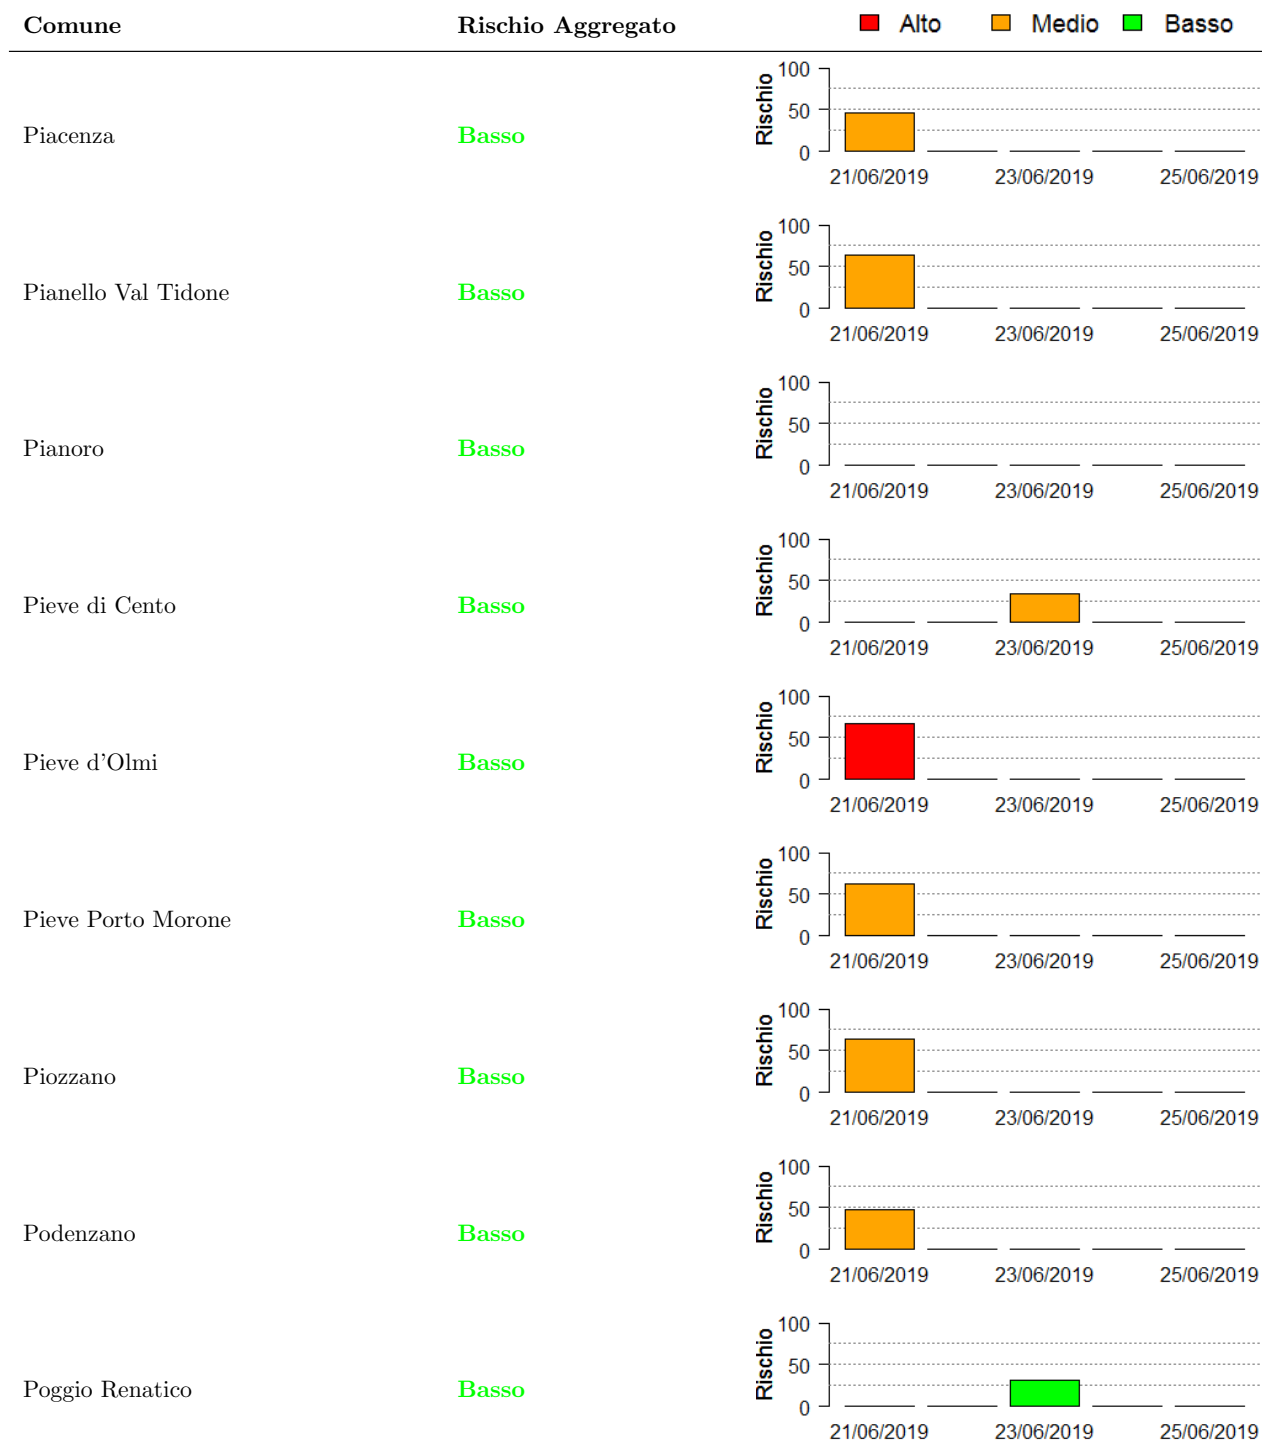 Comune Rischio Aggregato Alto Medio Basso
Piacenza Basso
Rischio
100
50
0
21/06/2019 23/06/2019 25/06/2019
Pianello Val Tidone Basso
Rischio
100
50
0
21/06/2019 23/06/2019 25/06/2019
Pianoro Basso
Rischio
100
50
0
21/06/2019 23/06/2019 25/06/2019
Pieve di Cento Basso
Rischio
100
50
0
21/06/2019 23/06/2019 25/06/2019
Pieve d'Olmi Basso
Rischio
100
50
0
21/06/2019 23/06/2019 25/06/2019
Pieve Porto Morone Basso
Rischio
100
50
0
21/06/2019 23/06/2019 25/06/2019
Piozzano Basso
Rischio
100
50
0
21/06/2019 23/06/2019 25/06/2019
Podenzano Basso
Rischio
100
50
0
21/06/2019 23/06/2019 25/06/2019
Poggio Renatico Basso
Rischio
100
50
0
21/06/2019 23/06/2019 25/06/2019